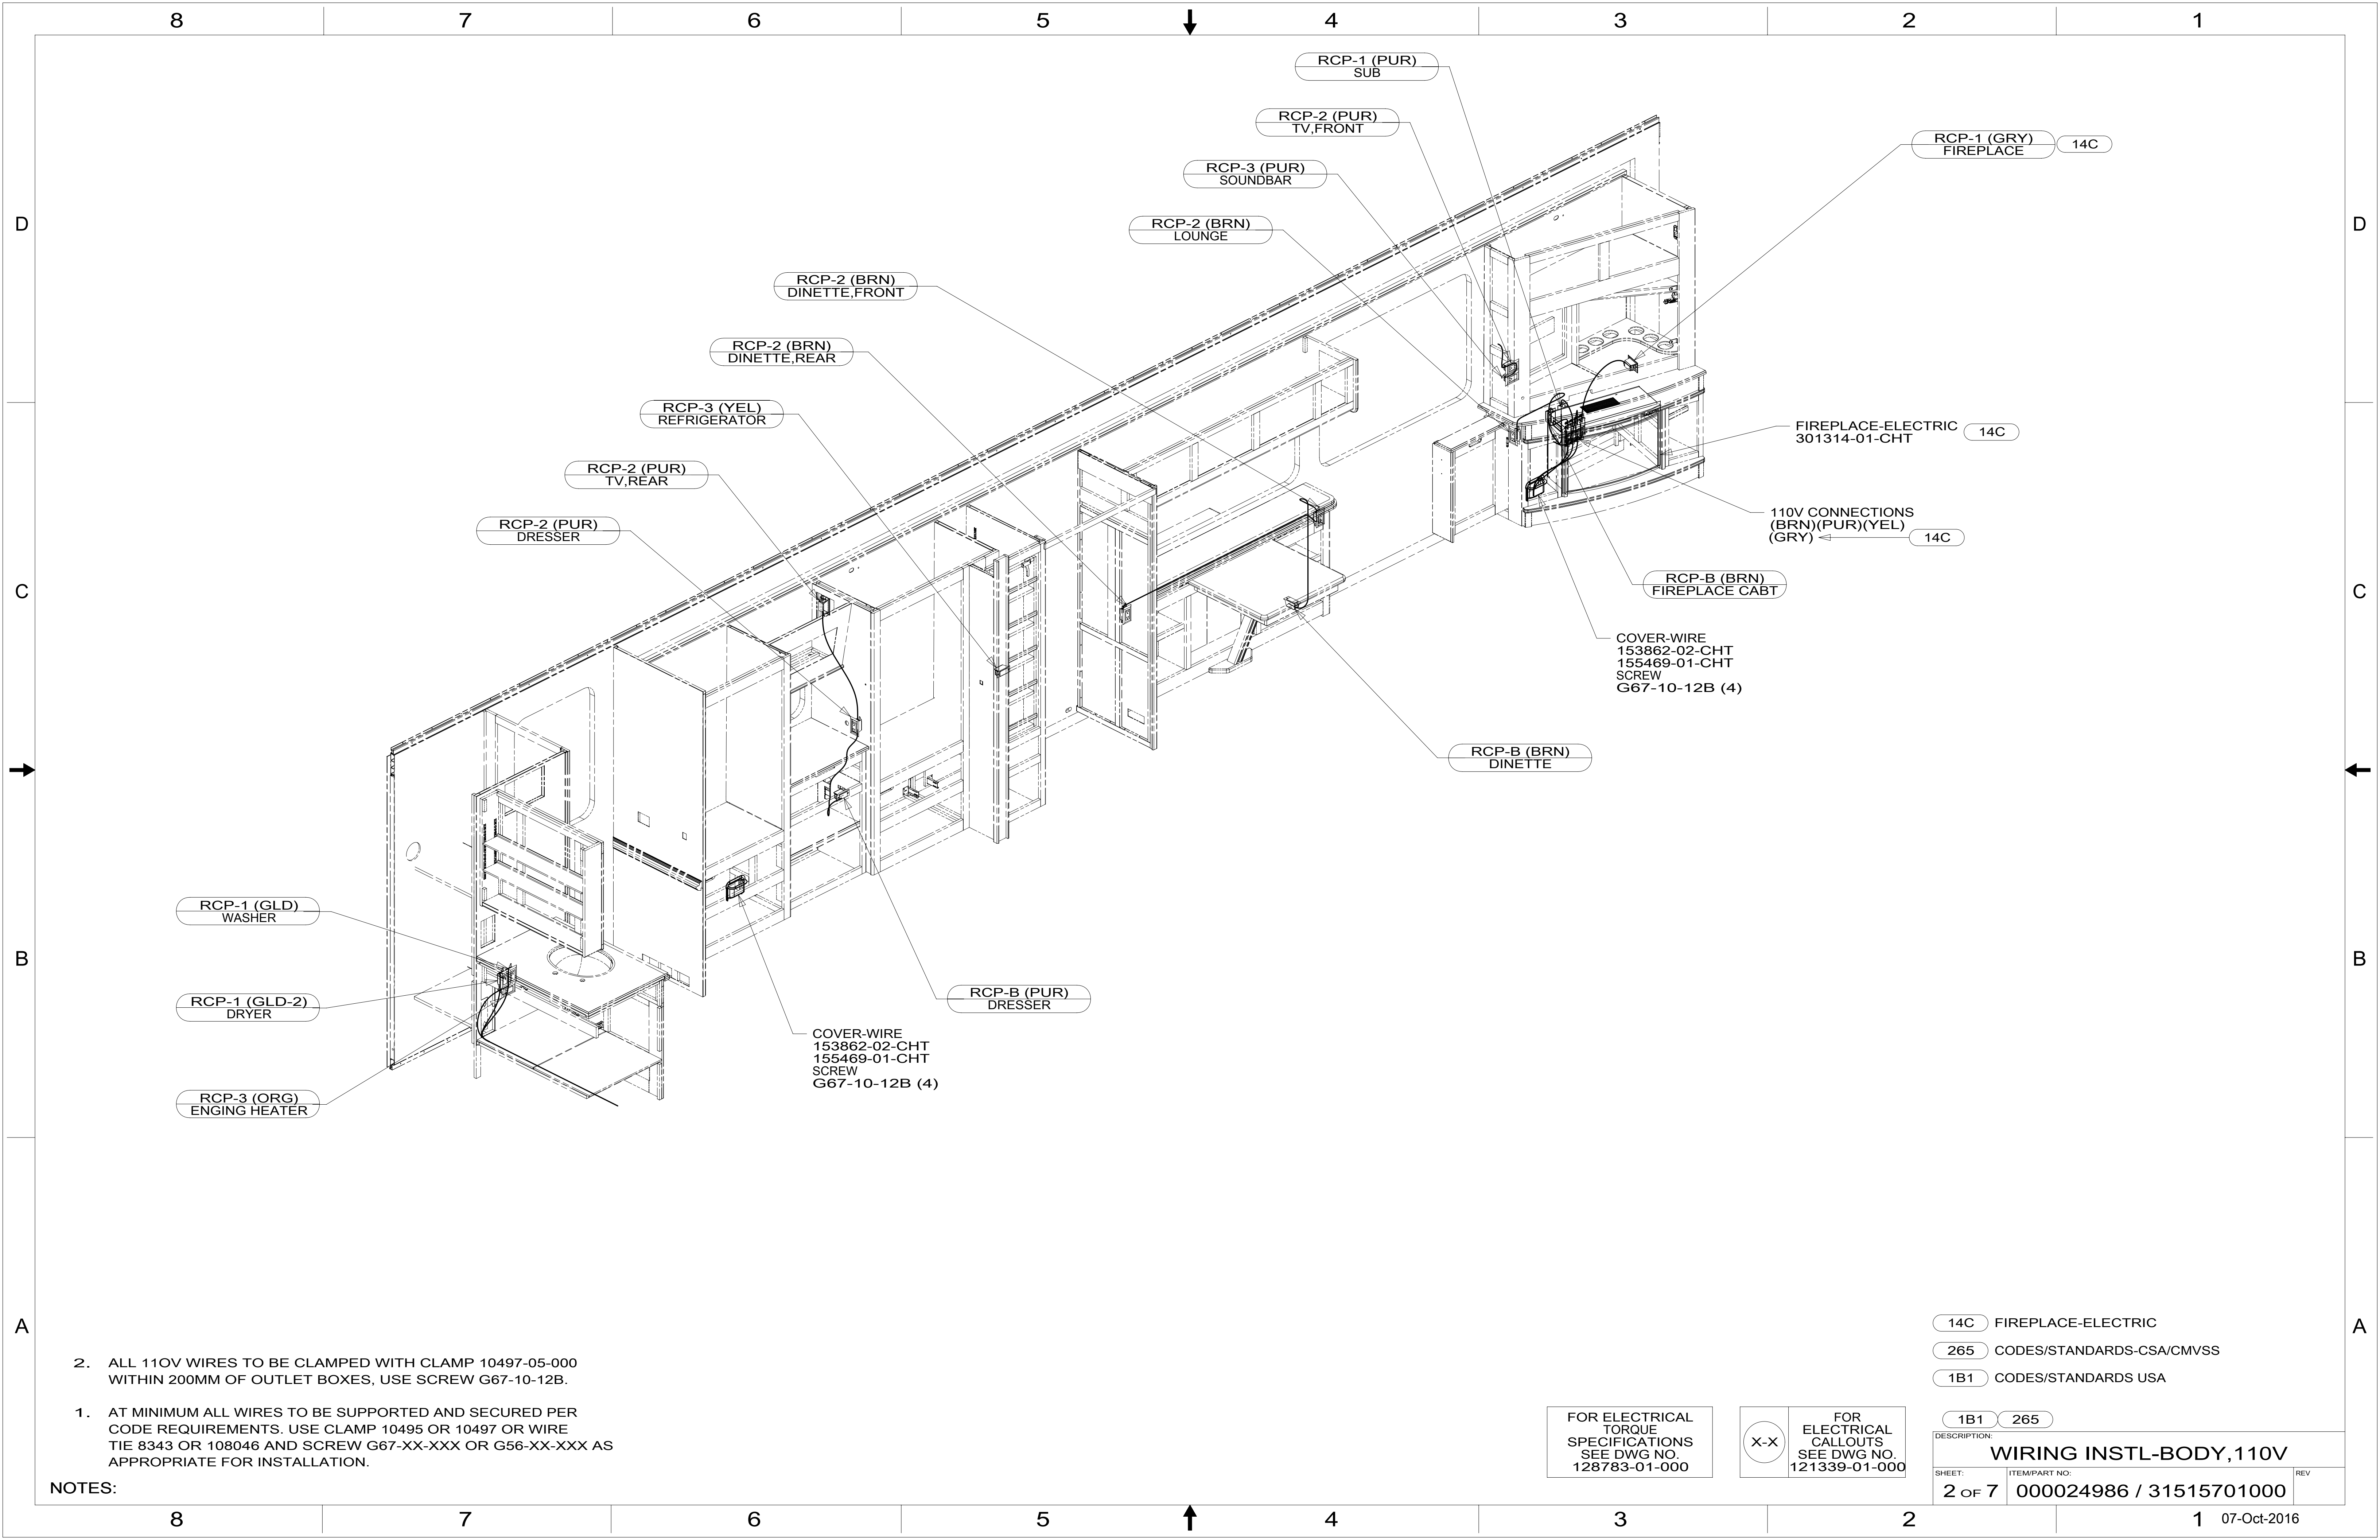 8 7 6 5 4 3 2 1
RCP-1 (PUR)
SUB
RCP-2 (PUR)
TV,FRONT
RCP-1 (GRY)
FIREPLACE
14C
RCP-3 (PUR)
SOUNDBAR
D
D
RCP-2 (BRN)
LOUNGE
RCP-2 (BRN)
DINETTE,FRONT
RCP-2 (BRN)
DINETTE,REAR
RCP-3 (YEL)
REFRIGERATOR
FIREPLACE-ELECTRIC
301314-01-CHT
14C
RCP-2 (PUR)
TV,REAR
RCP-2 (PUR)
DRESSER
110V CONNECTIONS
(BRN)(PUR)(YEL)
(GRY)
14C
C
C
RCP-B (BRN)
FIREPLACE CABT
COVER-WIRE
153862-02-CHT
155469-01-CHT
SCREW
G67-10-12B (4)
RCP-B (BRN)
DINETTE
RCP-1 (GLD)
WASHER
B
B
RCP-1 (GLD-2)
DRYER
RCP-B (PUR)
DRESSER
COVER-WIRE
153862-02-CHT
155469-01-CHT
SCREW
G67-10-12B (4)
RCP-3 (ORG)
ENGING HEATER
A
A
14C FIREPLACE-ELECTRIC
265 CODES/STANDARDS-CSA/CMVSS
1B1 CODES/STANDARDS USA
2. ALL 11OV WIRES TO BE CLAMPED WITH CLAMP 10497-05-000
WITHIN 200MM OF OUTLET BOXES, USE SCREW G67-10-12B.
1. AT MINIMUM ALL WIRES TO BE SUPPORTED AND SECURED PER
CODE REQUIREMENTS. USE CLAMP 10495 OR 10497 OR WIRE
TIE 8343 OR 108046 AND SCREW G67-XX-XXX OR G56-XX-XXX AS
APPROPRIATE FOR INSTALLATION.
NOTES:
FOR ELECTRICAL
TORQUE
SPECIFICATIONS
SEE DWG NO.
128783-01-000
X-X
FOR
ELECTRICAL
CALLOUTS
SEE DWG NO.
121339-01-000
1B1 265
DESCRIPTION:
WIRING INSTL-BODY,110V
SHEET:
2 OF 7
ITEM/PART NO:
000024986 / 31515701000
REV
8 7 6 5 4 3 2 1
07-Oct-2016